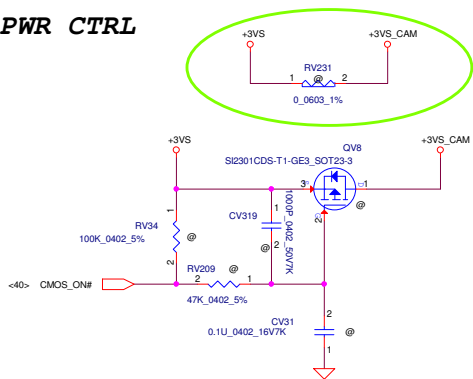 PWR CTRL
+3VS
+3VS_CAM
RV231
1
@
2
0_0603_1%
+3VS
QV8
+3VS_CAM
SI2301CDS-T1-GE3_SOT23-3
3
D
1
@
2
1
RV34
100K_0402_5%
@
2
1
CV319
@
2
1000P_0402_50V7K
<40> CMOS_ON#
RV209
@
2
1
47K_0402_5%
CV31
2
0.1U_0402_16V7K
@
1